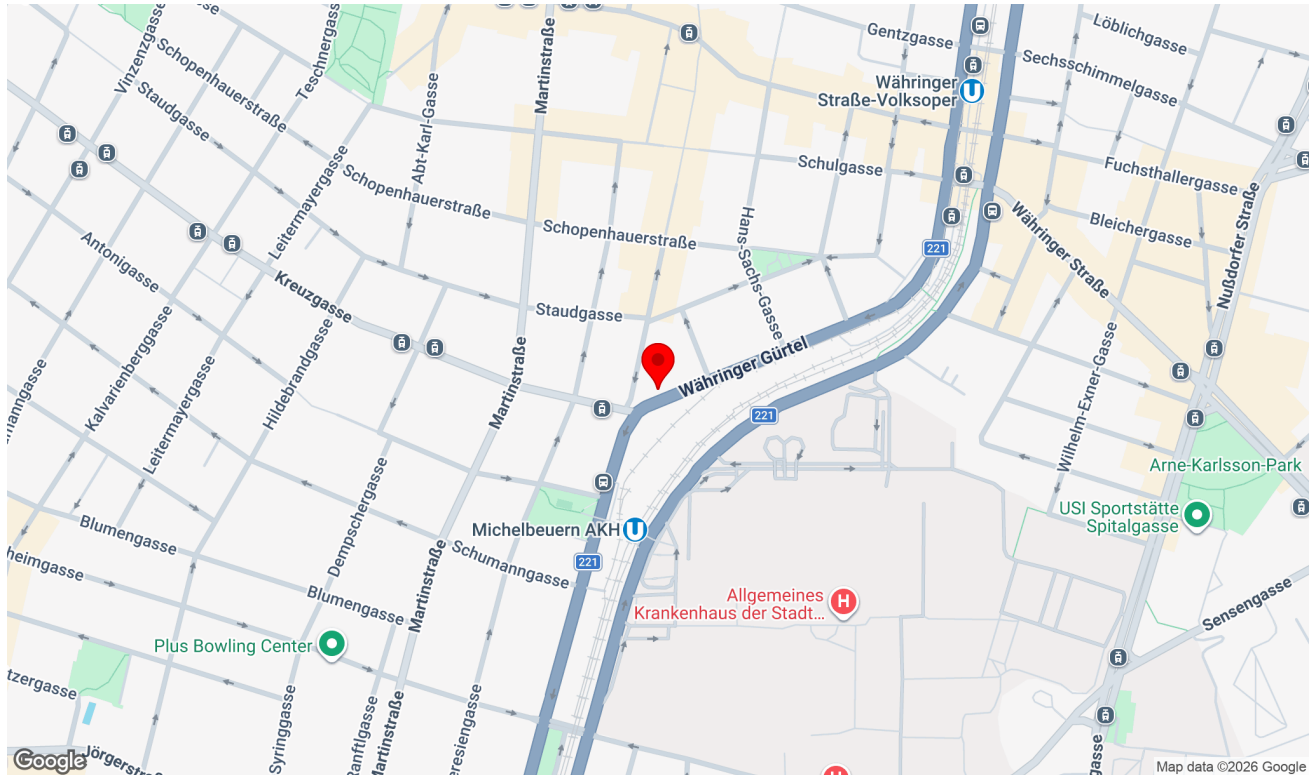 Gentzgasse
Löblichgasse
Sechsschimmelgasse
Vinzenzgasse
Teschnergasse
Martinstraße
Schopenhauerstraße
Staudgasse
Abt-Karl-Gasse
Währinger
Straße-Volksoper
U
Schulgasse
Fuchsthallergasse
Schopenhauerstraße
Leitermayergasse
Währinger Straße
Bleichergasse
Nußdorfer Straße
Antonigasse
Schopenhauerstraße
Hans-Sachs-Gasse
221
Kreuzgasse
Staudgasse
Kalvarienberggasse
Hildebrandgasse
Martinstraße
Währinger Gürtel
Wilhelm-Exner-Gasse
Leitermayergasse
221
Arne-Karlsson-Park
USI Sportstätte
Spitalgasse
Blumengasse
Dempschergasse
Michelbeuern AKH
U
Schumanngasse
221
Martinstraße
Blumengasse
Allgemeines
Krankenhaus der Stadt...
H
Sensengasse
Plus Bowling Center
Syringgasse
Martinstraße
Google
H
Map data ©2026 Google